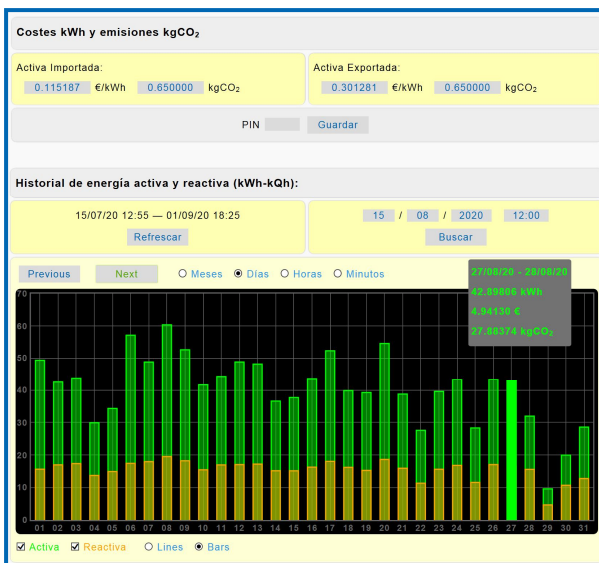 Costes kWh y emisiones kgCO₂
Activa Importada:
0.115187 €/kWh 0.650000 kgCO₂
Activa Exportada:
0.301281 €/kWh 0.650000 kgCO₂
PIN Guardar
Historial de energía activa y reactiva (kWh-kQh):
15/07/20 12:55 — 01/09/20 18:25
Refrescar
15 / 08 / 2020 12:00
Buscar
Previous Next Meses Días Horas Minutos
27/08/20 - 28/08/20
42.89806 kWh
4.94130 €
27.88374 kgCO₂
70
60
50
40
30
20
10
0
01 02 03 04 05 06 07 08 09 10 11 12 13 14 15 16 17 18 19 20 21 22 23 24 25 26 27 28 29 30 31
Activa Reactiva Lines Bars